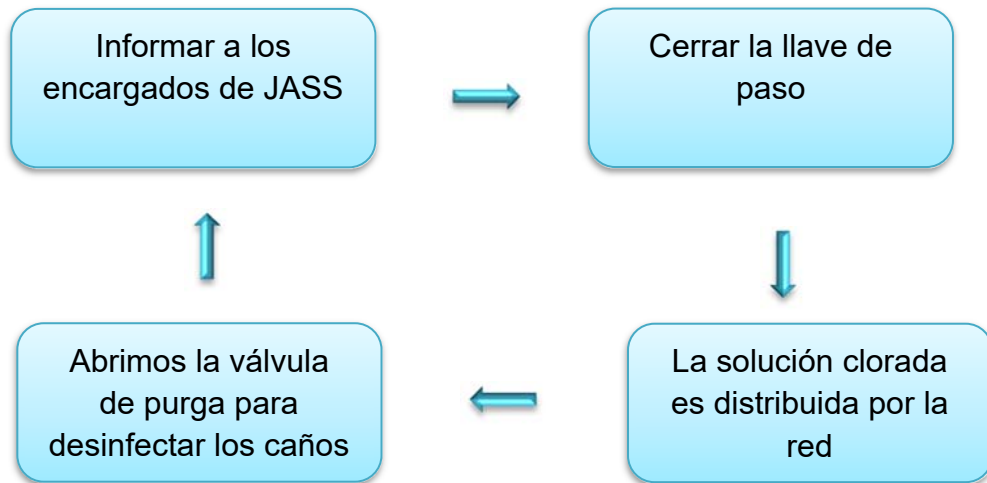 Informar a los
encargados de JASS
Cerrar la llave de
paso
La solución clorada
es distribuida por la
red
Abrimos la válvula
de purga para
desinfectar los caños